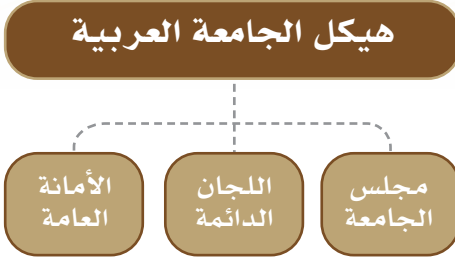 هيكل الجامعة العربية
مجلس
الجامعة
اللجان
الدائمة
الأمانة
العامة